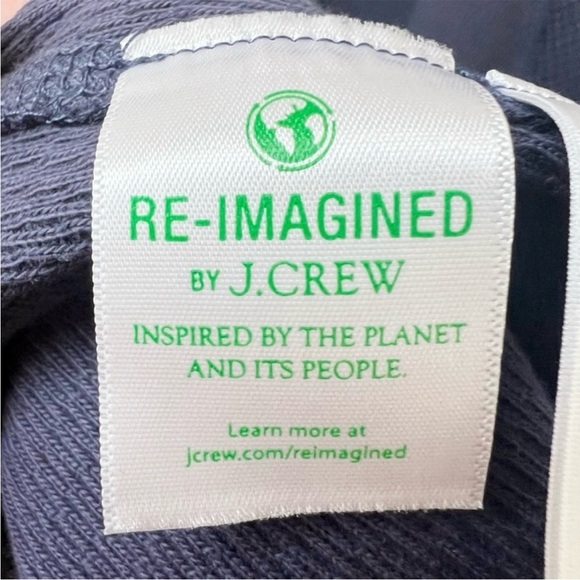 RE-IMAGINED
BY J.CREW
INSPIRED BY THE PLANET
AND ITS PEOPLE.
Learn more at
jcrew.com/reimagined